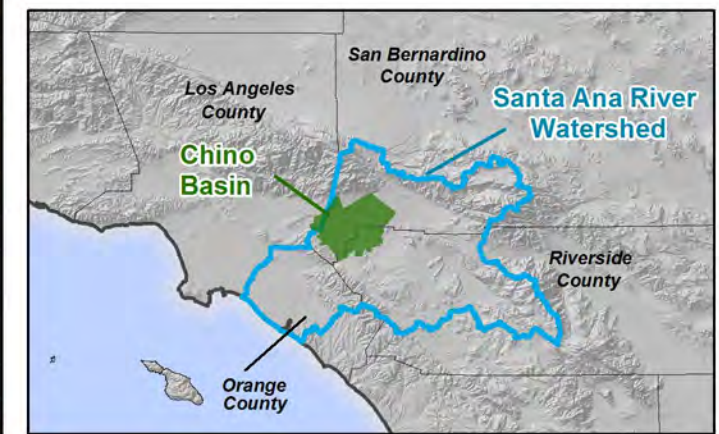 San Bernardino
County
Los Angeles
County
Santa Ana River
Watershed
Chino
Basin
Riverside
County
Orange
County